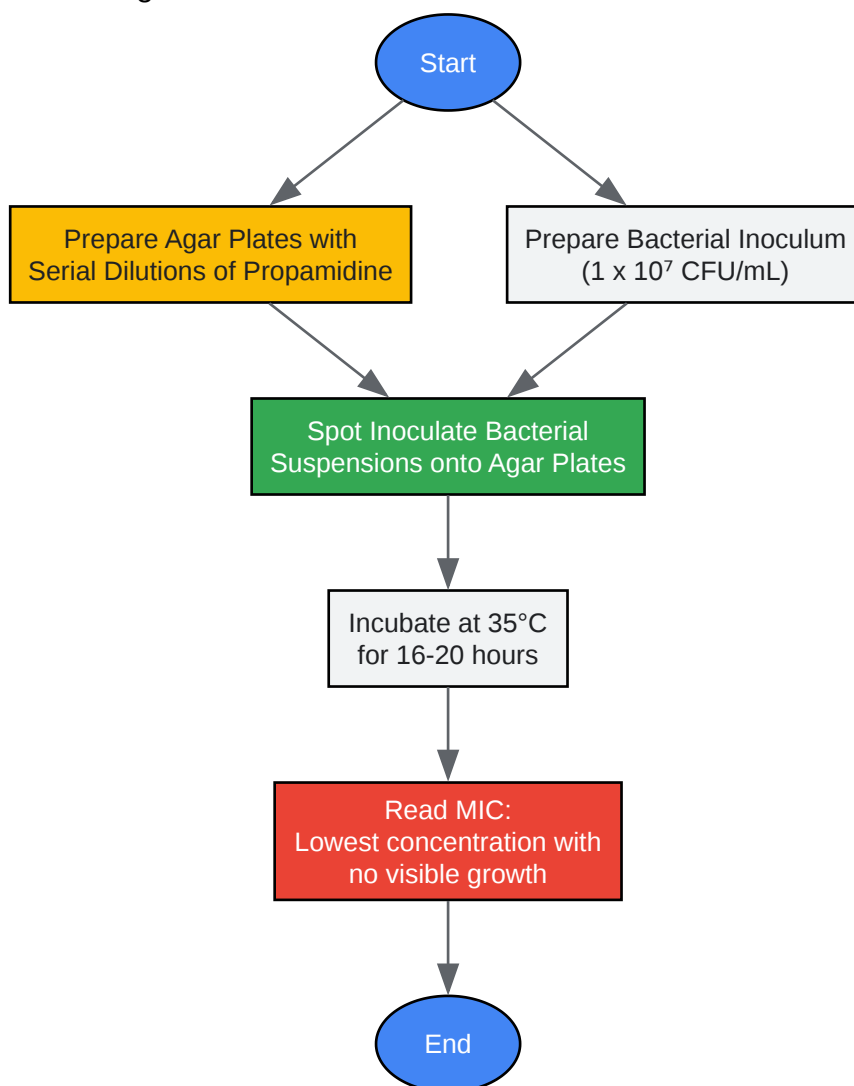 Start
Prepare Agar Plates with
Serial Dilutions of Propamidine
Prepare Bacterial Inoculum
(1 x 10⁷ CFU/mL)
Spot Inoculate Bacterial
Suspensions onto Agar Plates
Incubate at 35°C
for 16-20 hours
Read MIC:
Lowest concentration with
no visible growth
End